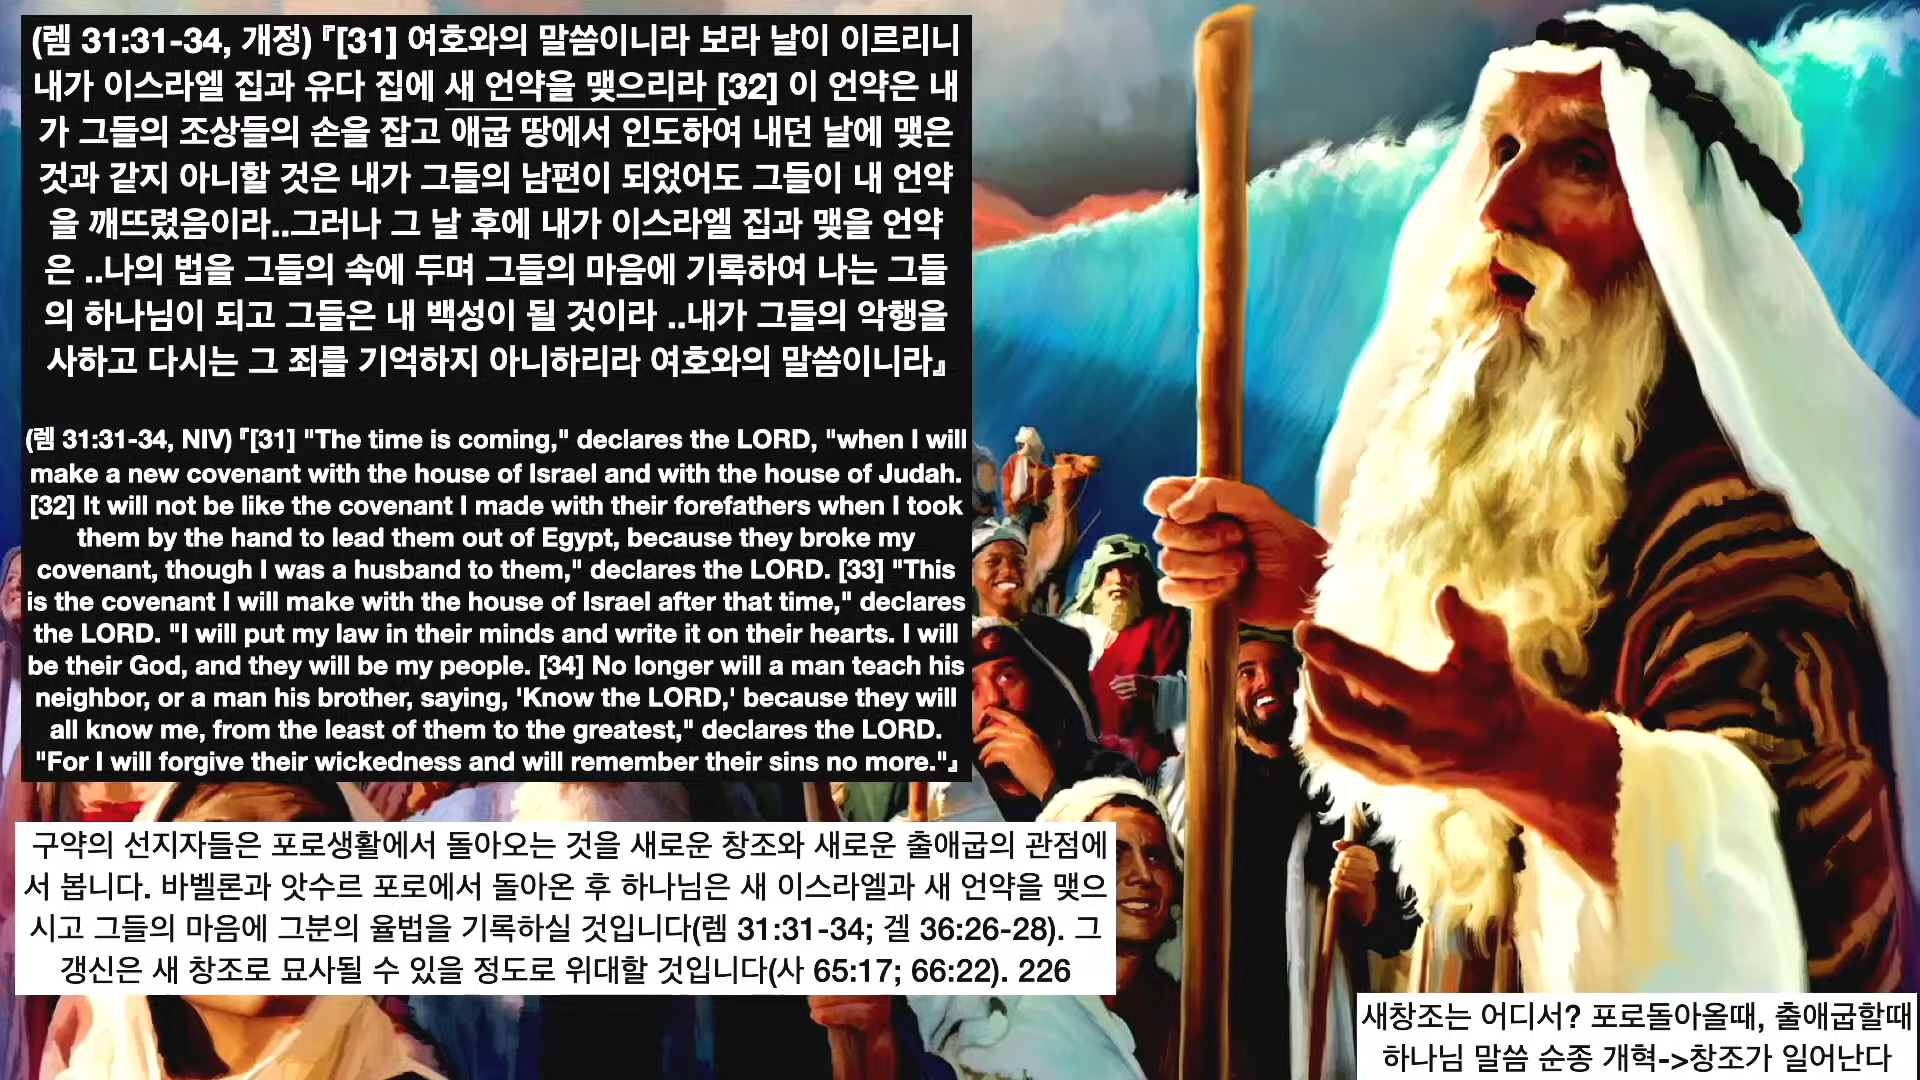 (렘 31:31-34, 개정)『[31] 여호와의 말씀이니라 보라 날이 이르리니
내가 이스라엘 집과 유다 집에 새 언약을 맺으리라 [32] 이 언약은 내
가 그들의 조상들의 손을 잡고 애굽 땅에서 인도하여 내던 날에 맺은
것과 같지 아니할 것은 내가 그들의 남편이 되었어도 그들이 내 언약
을 깨뜨렸음이라..그러나 그 날 후에 내가 이스라엘 집과 맺을 언약
은 ..나의 법을 그들의 속에 두며 그들의 마음에 기록하여 나는 그들
의 하나님이 되고 그들은 내 백성이 될 것이라 ..내가 그들의 악행을
사하고 다시는 그 죄를 기억하지 아니하리라 여호와의 말씀이니라』
(렘 31:31-34, NIV)『[31] "The time is coming," declares the LORD, "when I will
make a new covenant with the house of Israel and with the house of Judah.
[32] It will not be like the covenant I made with their forefathers when I took
them by the hand to lead them out of Egypt, because they broke my
covenant, though I was a husband to them," declares the LORD. [33] "This
is the covenant I will make with the house of Israel after that time," declares
the LORD. "I will put my law in their minds and write it on their hearts. I will
be their God, and they will be my people. [34] No longer will a man teach his
neighbor, or a man his brother, saying, 'Know the LORD,' because they will
all know me, from the least of them to the greatest," declares the LORD.
"For I will forgive their wickedness and will remember their sins no more."』
구약의 선지자들은 포로생활에서 돌아오는 것을 새로운 창조와 새로운 출애굽의 관점에
서 봅니다. 바벨론과 앗수르 포로에서 돌아온 후 하나님은 새 이스라엘과 새 언약을 맺으
시고 그들의 마음에 그분의 율법을 기록하실 것입니다(렘 31:31-34; 겔 36:26-28). 그
갱신은 새 창조로 묘사될 수 있을 정도로 위대할 것입니다(사 65:17; 66:22). 226
새창조는 어디서? 포로돌아올때, 출애굽할때
하나님 말씀 순종 개혁->창조가 일어난다